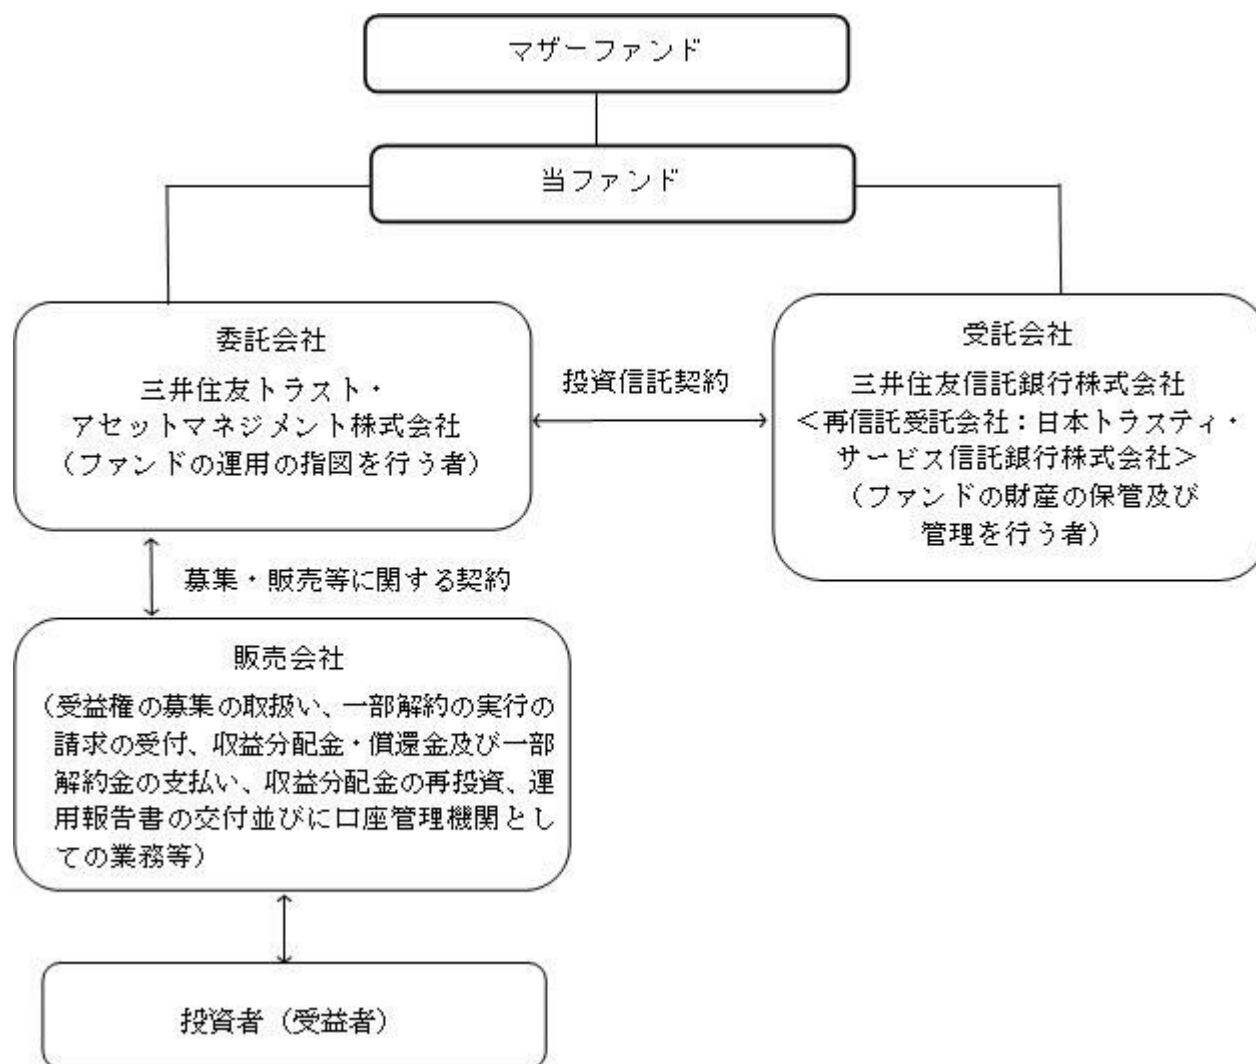 マザーファンド
当ファンド
委託会社
三井住友トラスト・
アセットマネジメント株式会社
(ファンドの運用の指図を行う者)
投資信託契約
受託会社
三井住友信託銀行株式会社
<再信託受託会社:日本トラスティ・
サービス信託銀行株式会社>
(ファンドの財産の保管及び
管理を行う者)
募集・販売等に関する契約
販売会社
(受益権の募集の取扱い、一部解約の実行の
請求の受付、収益分配金・償還金及び一部
解約金の支払い、収益分配金の再投資、運
用報告書の交付並びに口座管理機関とし
ての業務等)
投資者(受益者)